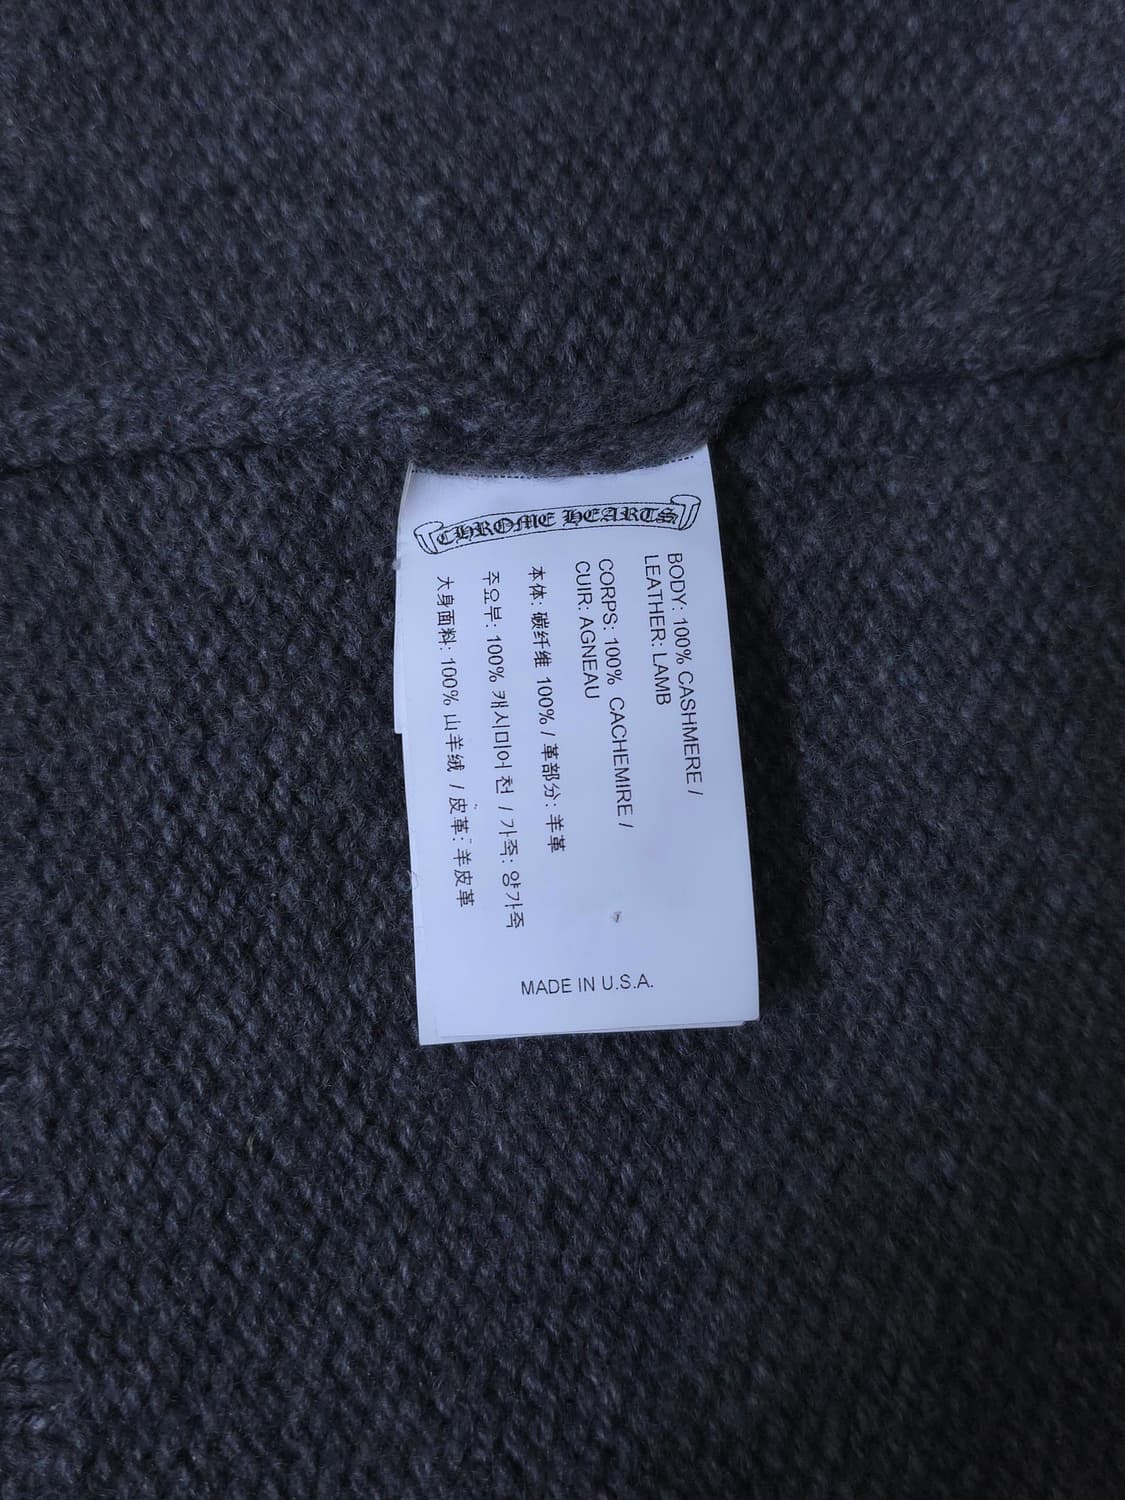 CHROME HEARTS
BODY: 100% CASHMERE /
LEATHER: LAMB
CORPS: 100% CACHEMIRE /
CUIR: AGNEAU
本体: 碳纤维 100% / 革部分: 羊革
주요부: 100% 캐시미어 천 / 가죽: 양가죽
大身面料: 100% 山羊绒 / 皮革: 羊皮革
MADE IN U.S.A.